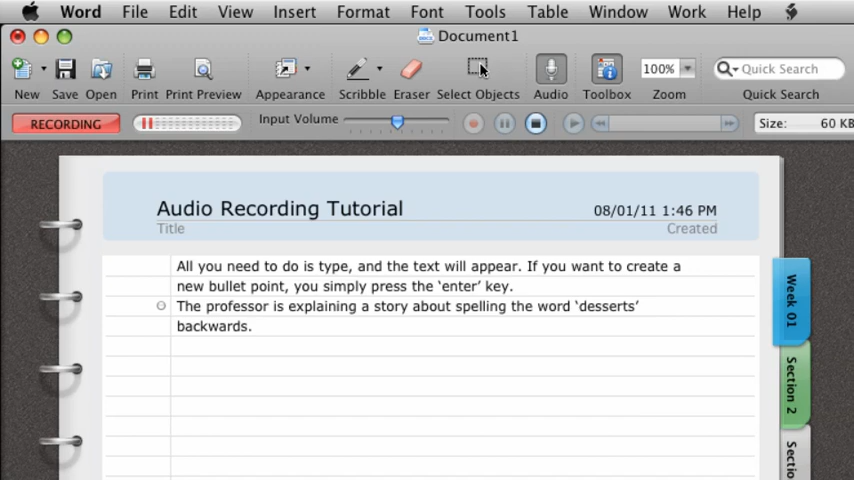 Word File Edit View Insert Format Font Tools Table Window Work Help
Document1
New Save Open Print Print Preview Appearance Scribble Eraser Select Objects Audio Toolbox 100% Zoom Quick Search Quick Search
RECORDING Input Volume Size: 60 KB
Audio Recording Tutorial 08/01/11 1:46 PM
Title Created
All you need to do is type, and the text will appear. If you want to create a
new bullet point, you simply press the ‘enter’ key.
The professor is explaining a story about spelling the word ‘desserts’
backwards.
Week 01
Section 2
Sectio